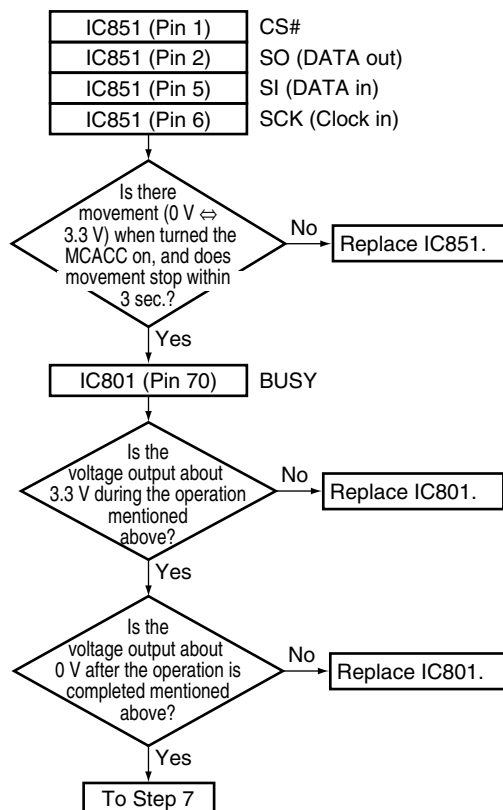 IC851 (Pin 1) CS#
IC851 (Pin 2) SO (DATA out)
IC851 (Pin 5) SI (DATA in)
IC851 (Pin 6) SCK (Clock in)
Is there
movement (0 V ⇔
3.3 V) when turned the
MCACC on, and does
movement stop within
3 sec.?
No
Replace IC851.
Yes
IC801 (Pin 70) BUSY
Is the
voltage output about
3.3 V during the operation
mentioned
above?
No
Replace IC801.
Yes
Is the
voltage output about
0 V after the operation is
completed mentioned
above?
No
Replace IC801.
Yes
To Step 7